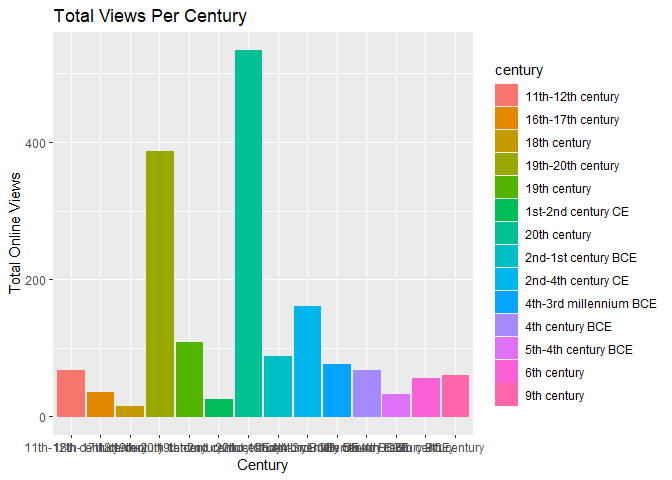 Total Views Per Century
Total Online Views
400
200
0
Century
century
11th-12th century
16th-17th century
18th century
19th-20th century
19th century
1st-2nd century CE
20th century
2nd-1st century BCE
2nd-4th century CE
4th-3rd millennium BCE
4th century BCE
5th-4th century BCE
6th century
9th century